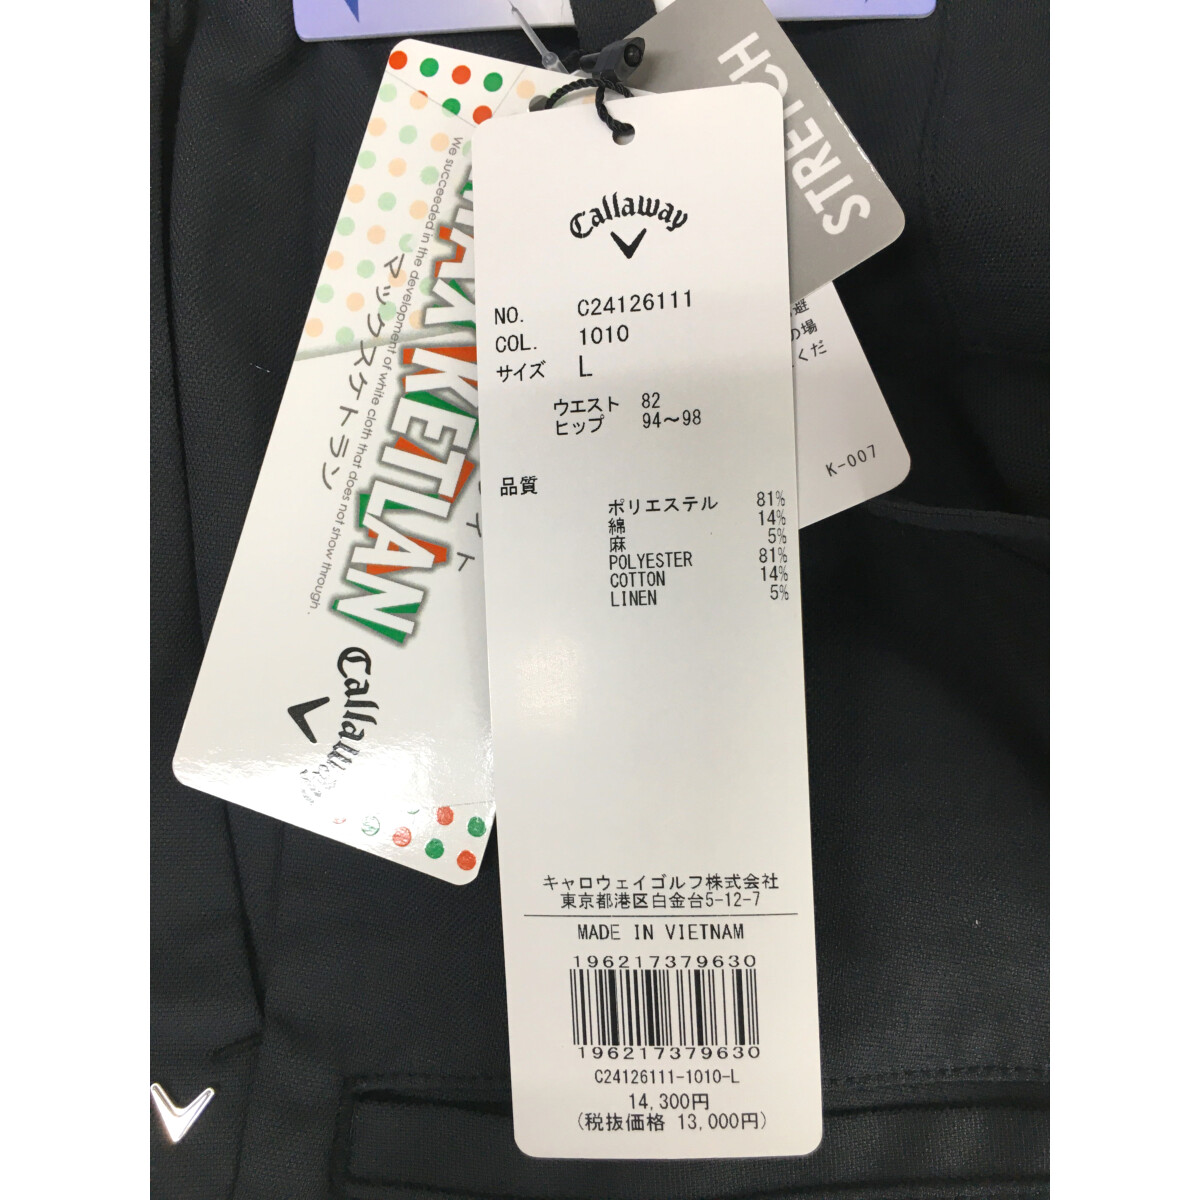 STRETCH
We succeeded in the development of white cloth that does not show through.
マックスケトラン
KETLAN
Callaway
Callaway
NO. C24126111
COL. 1010
サイズ L
ウエスト 82
ヒップ 94〜98
品質
ポリエステル 81%
綿 14%
麻 5%
POLYESTER 81%
COTTON 14%
LINEN 5%
キャロウェイゴルフ株式会社
東京都港区白金台5-12-7
MADE IN VIETNAM
196217379630
196217379630
C24126111-1010-L
14,300円
(税抜価格 13,000円)
避
の場
くだ
K-007